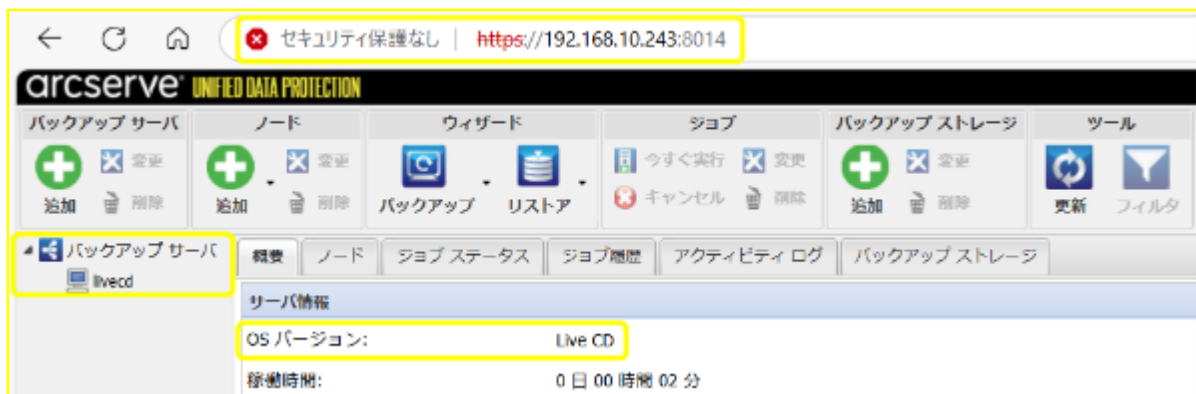 セキュリティ保護なし | https://192.168.10.243:8014
arcserve® UNIFIED DATA PROTECTION
バックアップ サーバ ノード ウィザード ジョブ バックアップ ストレージ ツール
変更 変更 今すぐ実行 変更 変更
追加 削除 追加 削除 バックアップ リストア キャンセル 削除 追加 削除 更新 フィルタ
バックアップ サーバ
livecd
概要 ノード ジョブ ステータス ジョブ履歴 アクティビティ ログ バックアップ ストレージ
サーバ情報
OS バージョン: Live CD
稼働時間: 0 日 00 時間 02 分